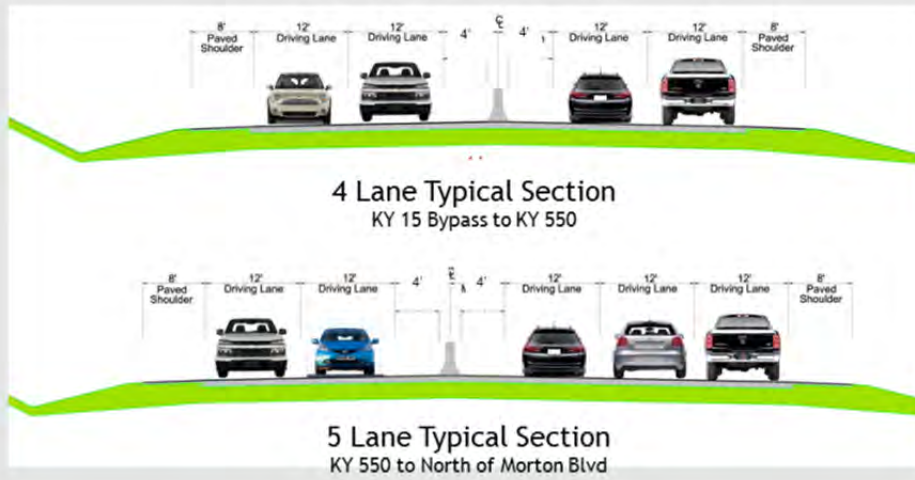 8'
Paved
Shoulder
12'
Driving Lane
12'
Driving Lane
4'
℄
4'
12'
Driving Lane
12'
Driving Lane
8'
Paved
Shoulder
4 Lane Typical Section
KY 15 Bypass to KY 550
8'
Paved
Shoulder
12'
Driving Lane
12'
Driving Lane
4'
℄
4'
12'
Driving Lane
12'
Driving Lane
12'
Driving Lane
8'
Paved
Shoulder
5 Lane Typical Section
KY 550 to North of Morton Blvd